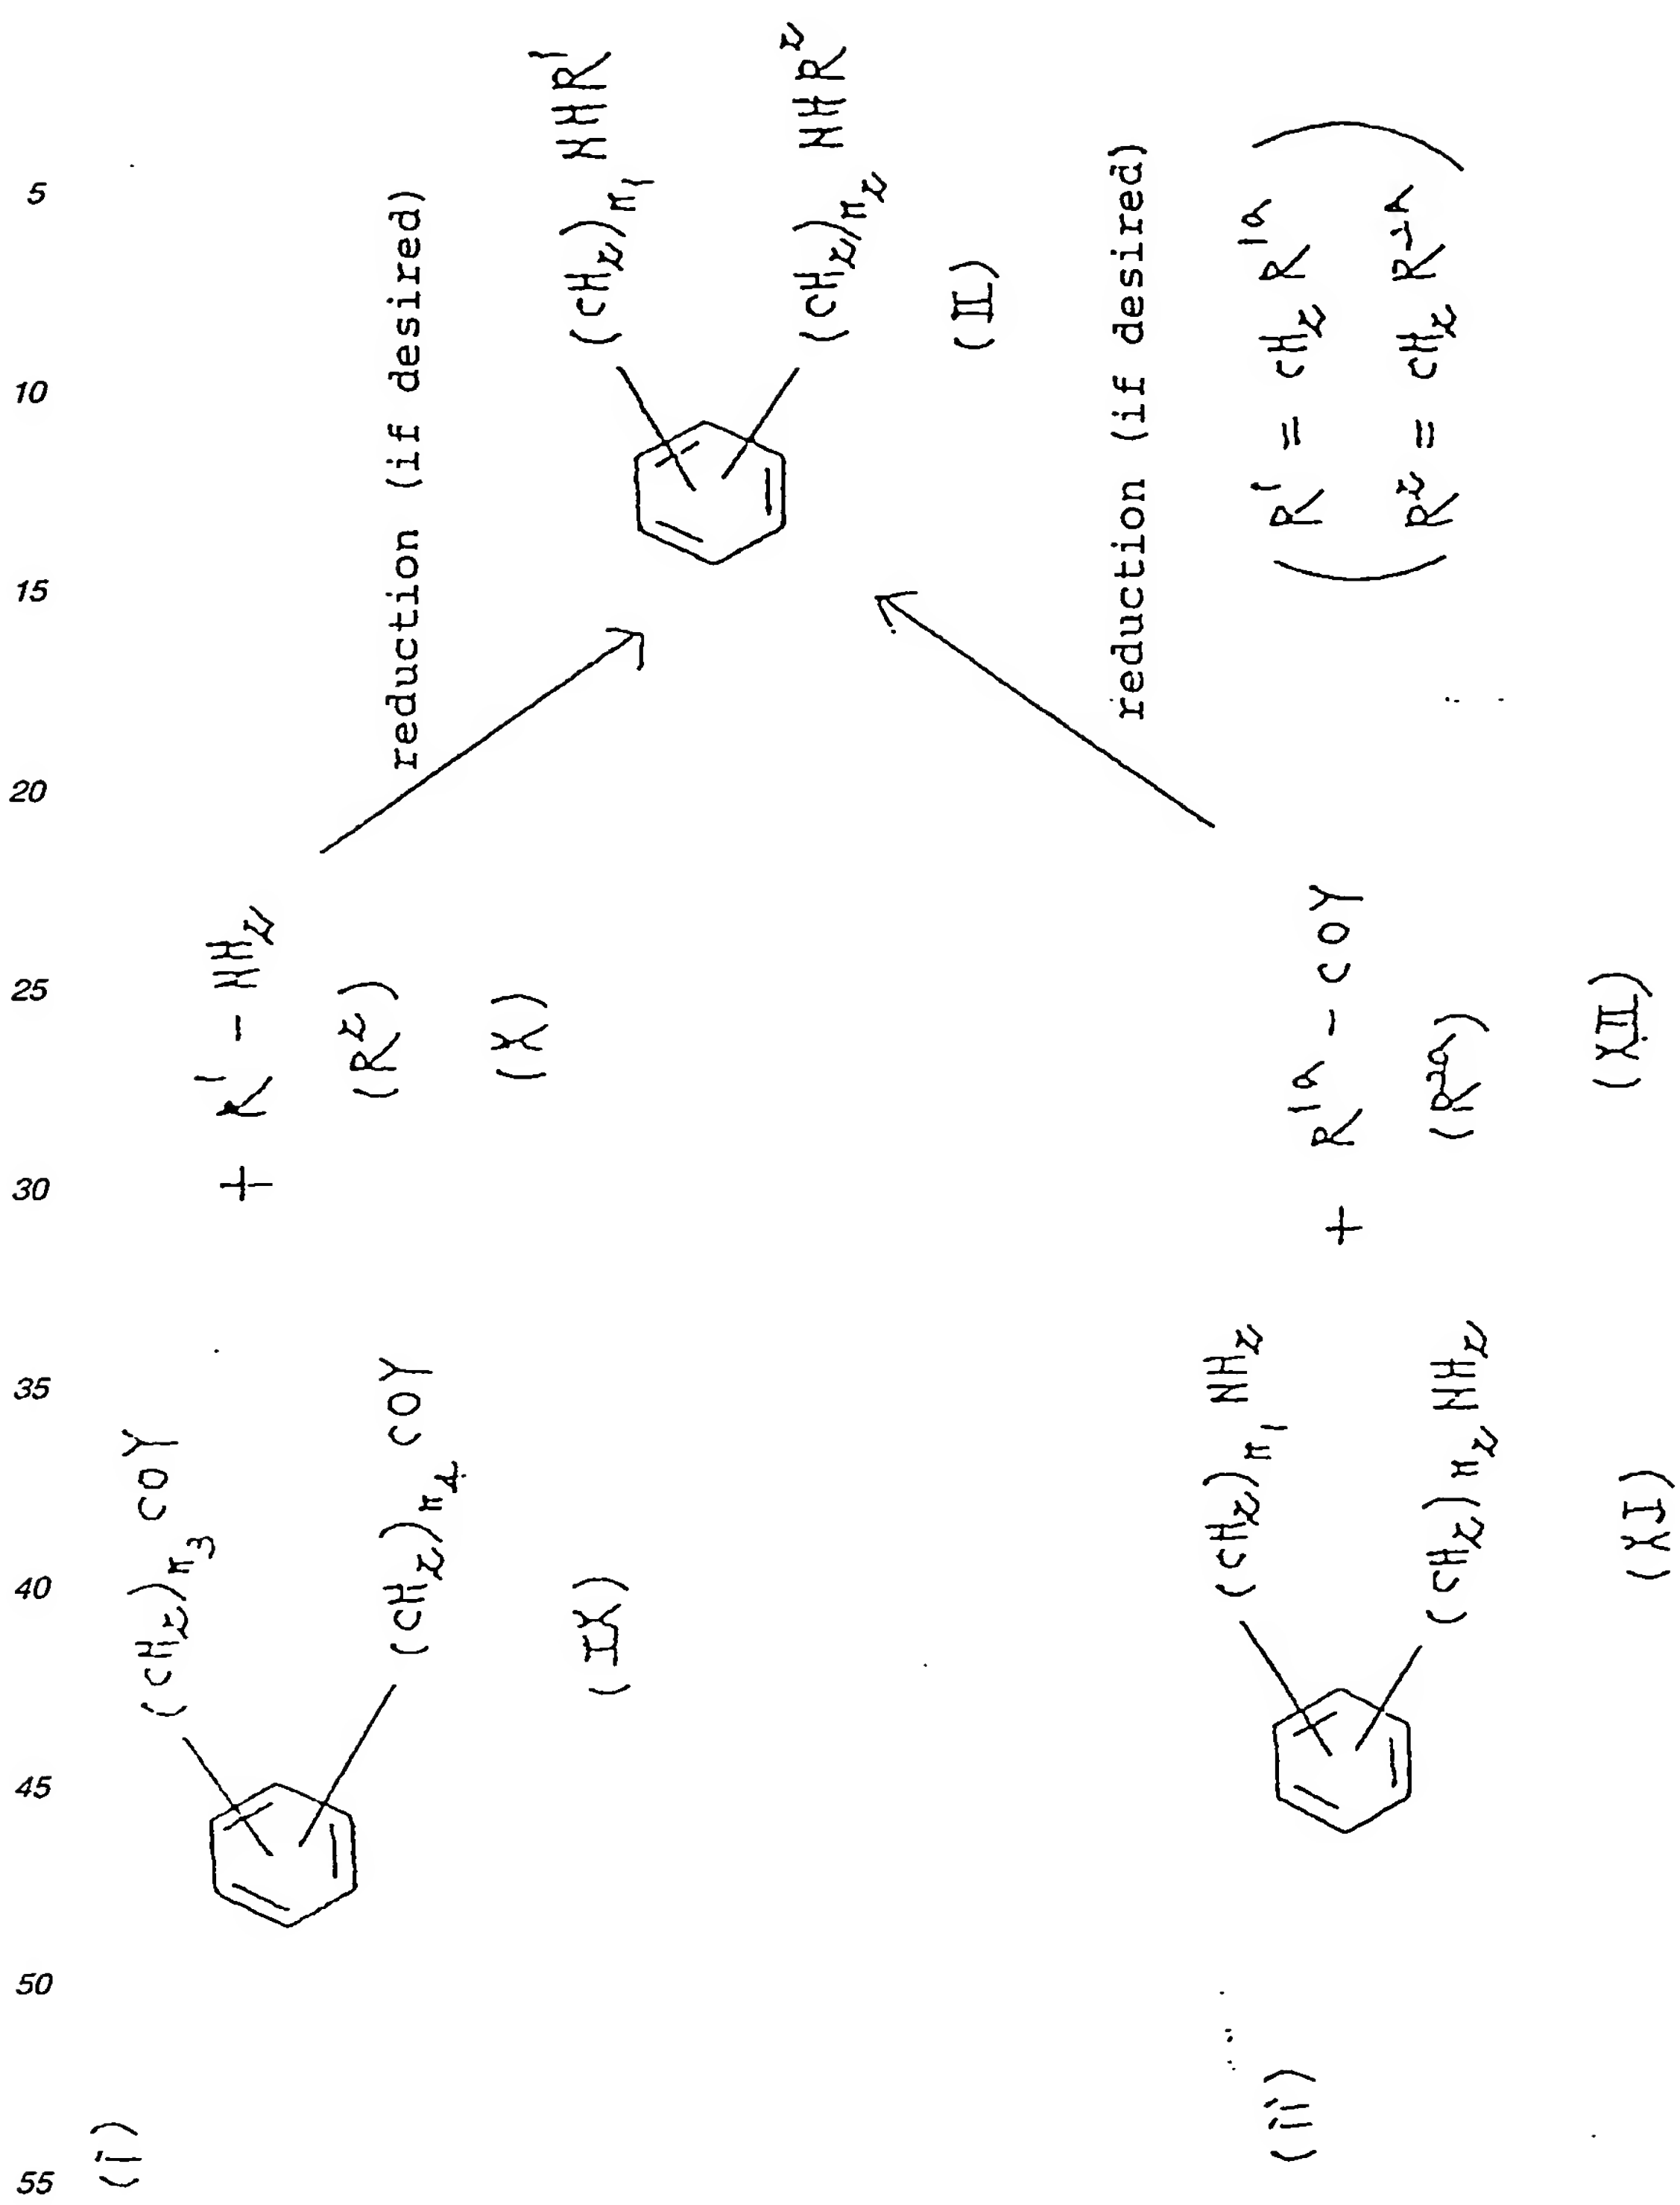 5
10
15
20
25
30
35
40
45
50
55
(i)
(CH₂)n₃ COY
(CH₂)n₄ COY
(IX)
+ R¹ - NH₂
(R²)
(X)
reduction (if desired)
(CH₂)n₁ NHR¹
(CH₂)n₂ NHR²
(II)
(ii)
(CH₂)n₁ NH₂
(CH₂)n₂ NH₂
(XI)
+ R¹ᵃ - COY
(R²ᵃ)
(XII)
reduction (if desired)
( R¹ = CH₂ R¹ᵃ
R² = CH₂ R²ᵃ )